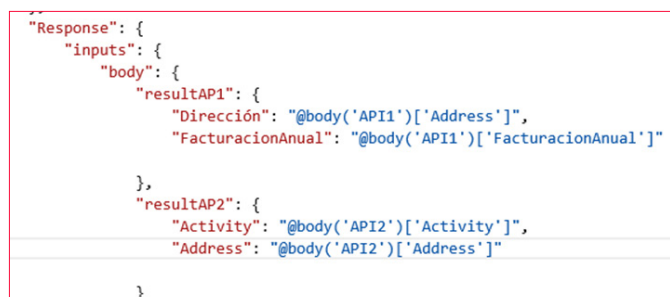 "Response": {
"inputs": {
"body": {
"resultAP1": {
"Dirección": "@body('API1')['Address']",
"FacturacionAnual": "@body('API1')['FacturacionAnual']"
},
"resultAP2": {
"Activity": "@body('API2')['Activity']",
"Address": "@body('API2')['Address']"
}